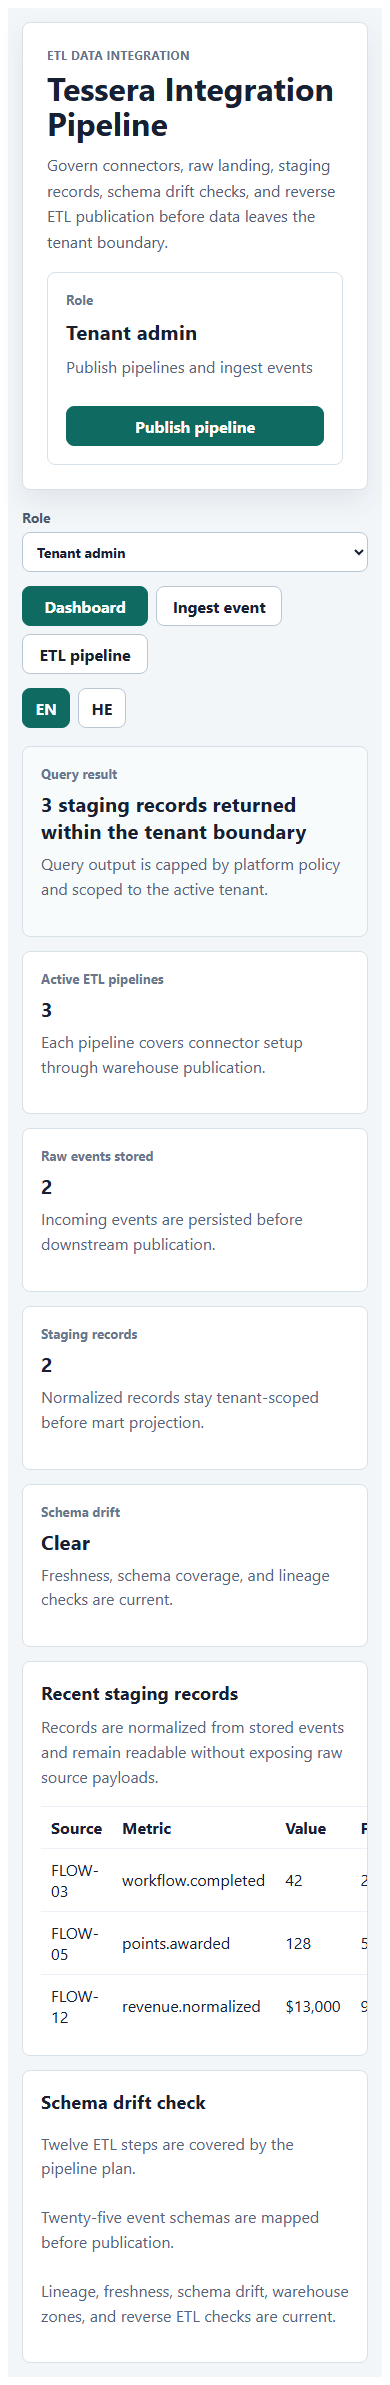 ETL DATA INTEGRATION
Tessera Integration
Pipeline
Govern connectors, raw landing, staging
records, schema drift checks, and reverse
ETL publication before data leaves the
tenant boundary.
Role
Tenant admin
Publish pipelines and ingest events
Publish pipeline
Role
Tenant admin
Dashboard Ingest event
ETL pipeline
EN HE
Query result
3 staging records returned
within the tenant boundary
Query output is capped by platform policy
and scoped to the active tenant.
Active ETL pipelines
3
Each pipeline covers connector setup
through warehouse publication.
Raw events stored
2
Incoming events are persisted before
downstream publication.
Staging records
2
Normalized records stay tenant-scoped
before mart projection.
Schema drift
Clear
Freshness, schema coverage, and lineage
checks are current.
Recent staging records
Records are normalized from stored events
and remain readable without exposing raw
source payloads.
Source Metric Value
FLOW-
03 workflow.completed 42
FLOW-
05 points.awarded 128
FLOW-
12 revenue.normalized $13,000
Schema drift check
Twelve ETL steps are covered by the
pipeline plan.
Twenty-five event schemas are mapped
before publication.
Lineage, freshness, schema drift, warehouse
zones, and reverse ETL checks are current.